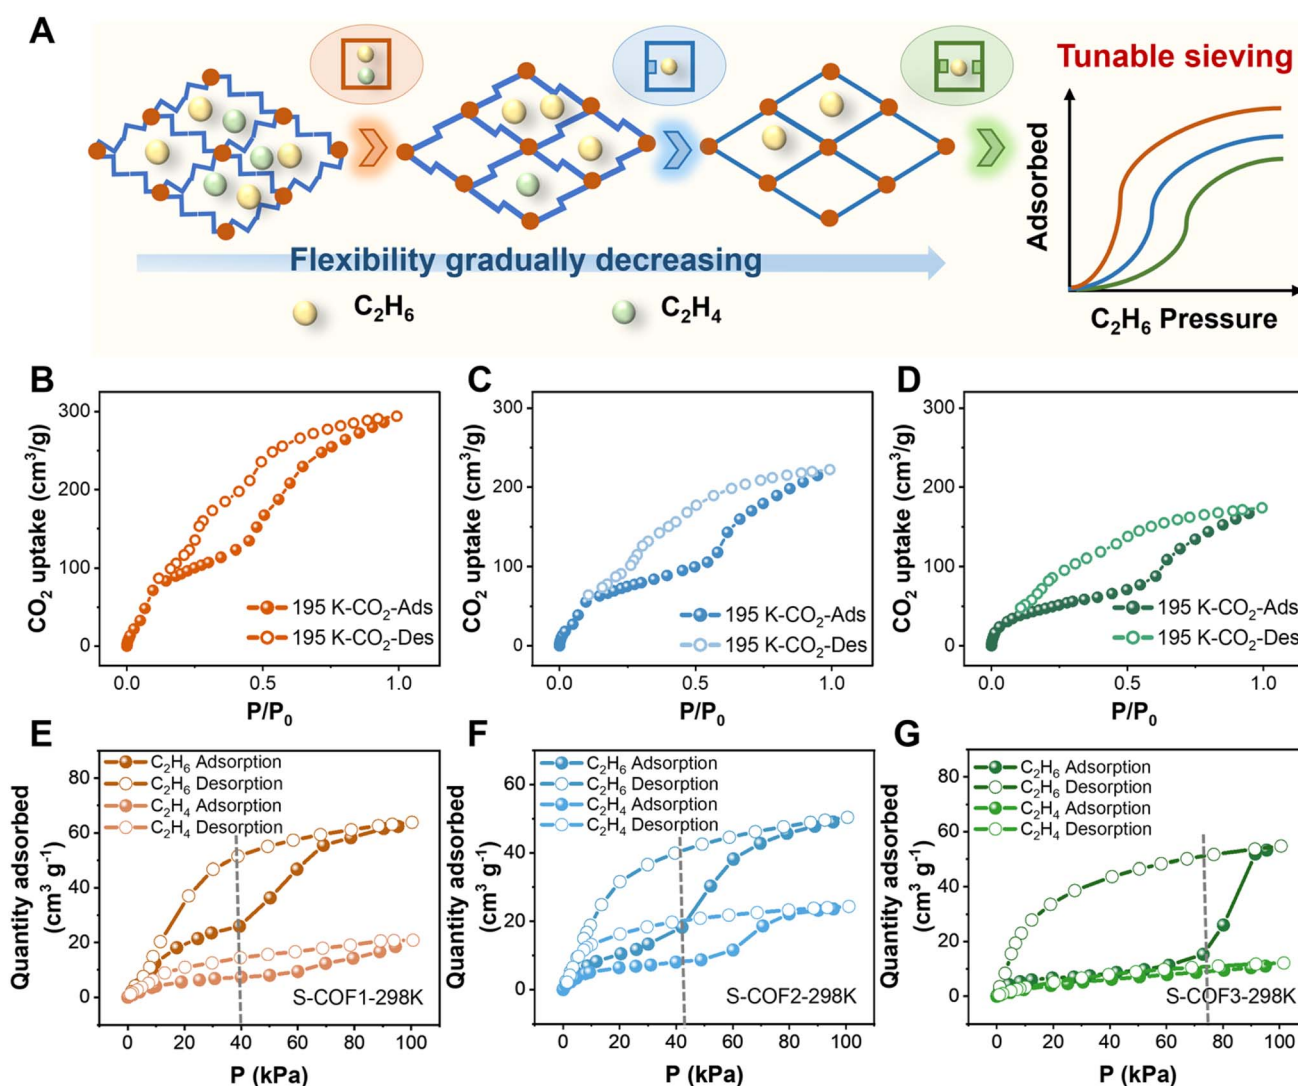 A
Tunable sieving
Adsorbed
Flexibility gradually decreasing
C₂H₆
C₂H₄
C₂H₆ Pressure
B
CO₂ uptake (cm³/g)
300
200
100
0
195 K-CO₂-Ads
195 K-CO₂-Des
0.0 0.5 1.0
P/P₀
C
CO₂ uptake (cm³/g)
300
200
100
0
195 K-CO₂-Ads
195 K-CO₂-Des
0.0 0.5 1.0
P/P₀
D
CO₂ uptake (cm³/g)
300
200
100
0
195 K-CO₂-Ads
195 K-CO₂-Des
0.0 0.5 1.0
P/P₀
E
Quantity adsorbed
(cm³ g⁻¹)
80
60
40
20
0
C₂H₆ Adsorption
C₂H₆ Desorption
C₂H₄ Adsorption
C₂H₄ Desorption
S-COF1-298K
0 20 40 60 80 100
P (kPa)
F
Quantity adsorbed
(cm³ g⁻¹)
60
40
20
0
C₂H₆ Adsorption
C₂H₆ Desorption
C₂H₄ Adsorption
C₂H₄ Desorption
S-COF2-298K
0 20 40 60 80 100
P (kPa)
G
Quantity adsorbed
(cm³ g⁻¹)
80
60
40
20
0
C₂H₆ Adsorption
C₂H₆ Desorption
C₂H₄ Adsorption
C₂H₄ Desorption
S-COF3-298K
0 20 40 60 80 100
P (kPa)